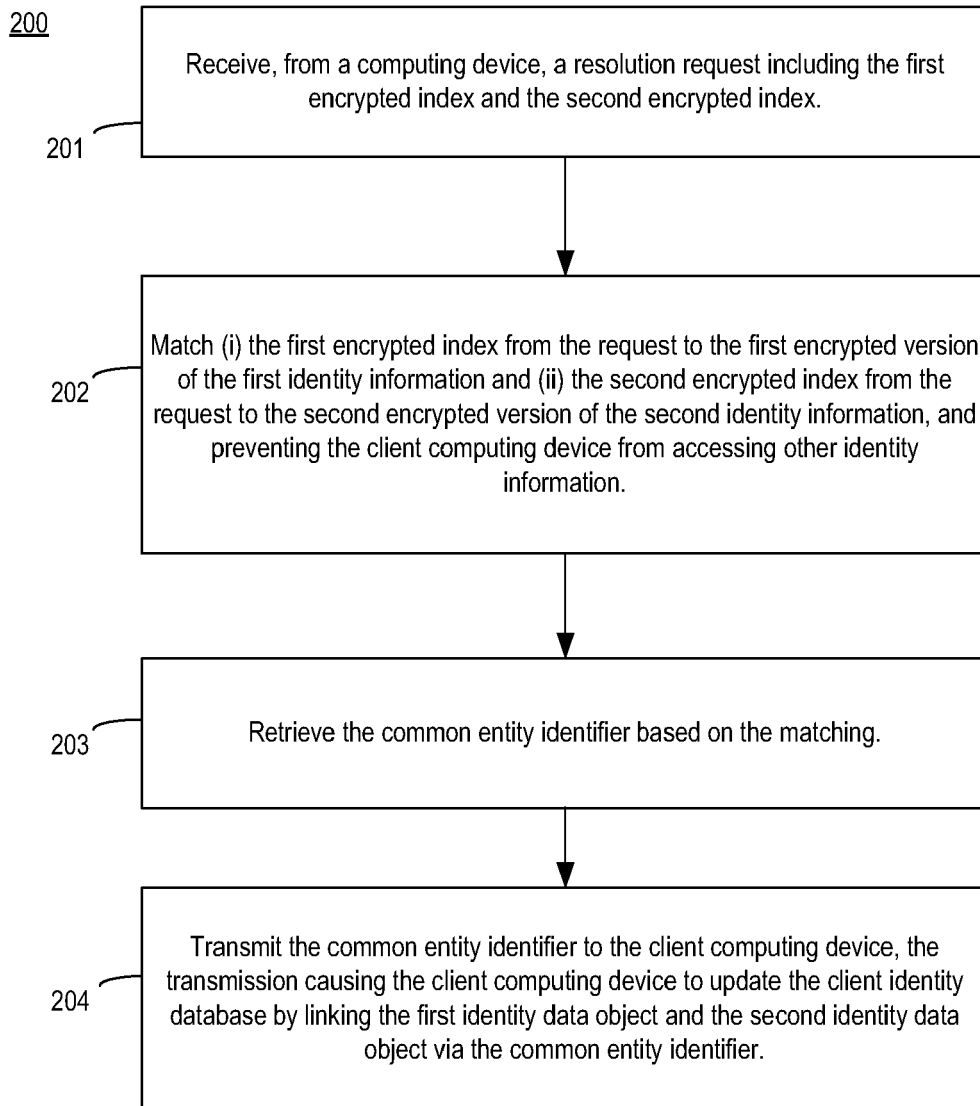 200
Receive, from a computing device, a resolution request including the first
encrypted index and the second encrypted index.
201
Match (i) the first encrypted index from the request to the first encrypted version
of the first identity information and (ii) the second encrypted index from the
request to the second encrypted version of the second identity information, and
preventing the client computing device from accessing other identity
information.
202
Retrieve the common entity identifier based on the matching.
203
Transmit the common entity identifier to the client computing device, the
transmission causing the client computing device to update the client identity
database by linking the first identity data object and the second identity data
object via the common entity identifier.
204